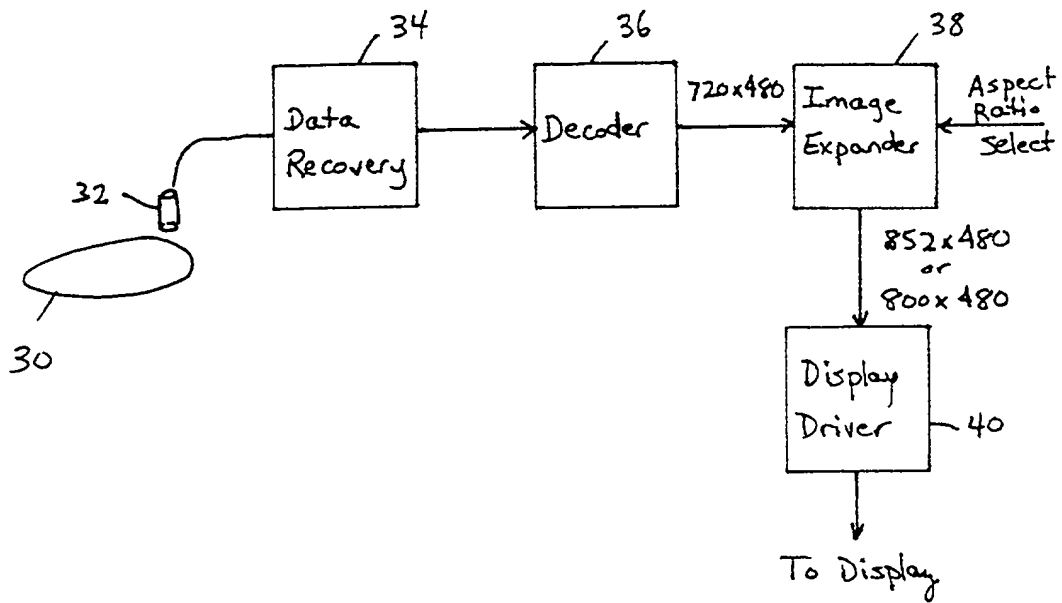 34
36
38
Data
Recovery
Decoder
720x480
Image
Expander
Aspect
Ratio
Select
32
30
852x480
or
800x480
Display
Driver
40
To Display